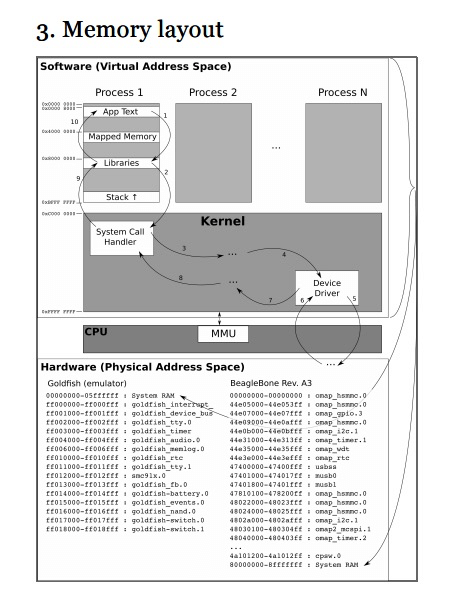 3. Memory layout
Software (Virtual Address Space)
Process 1
Process 2
Process N
0x0000 0000
0x0000 8000
App Text
1
10
0x4000 0000
Mapped Memory
...
0x8000 0000
Libraries
9
2
Stack ↑
0xBFFF FFFF
0xC000 0000
Kernel
System Call
Handler
3
...
4
8
...
Device
Driver
7
6
5
0xFFFF FFFF
CPU
MMU
...
Hardware (Physical Address Space)
Goldfish (emulator)
00000000-05ffffff : System RAM
ff000000-ff000fff : goldfish_interrupt_
ff001000-ff001fff : goldfish_device_bus
ff002000-ff002fff : goldfish_tty.0
ff003000-ff003fff : goldfish_timer
ff004000-ff004fff : goldfish_audio.0
ff006000-ff006fff : goldfish_memlog.0
ff010000-ff010fff : goldfish_rtc
ff011000-ff011fff : goldfish_tty.1
ff012000-ff012fff : smc91x.0
ff013000-ff013fff : goldfish_fb.0
ff014000-ff014fff : goldfish-battery.0
ff015000-ff015fff : goldfish_events.0
ff016000-ff016fff : goldfish_nand.0
ff017000-ff017fff : goldfish-switch.0
ff018000-ff018fff : goldfish-switch.1
BeagleBone Rev. A3
00000000-00000000 : omap_hsmmc.0
44e05000-44e053ff : omap_hsmmc.0
44e07000-44e07fff : omap_gpio.3
44e09000-44e0afff : omap_hsmmc.0
44e0b000-44e0bfff : omap_i2c.1
44e31000-44e313ff : omap_timer.1
44e35000-44e35fff : omap_wdt
44e3e000-44e3efff : omap_rtc
47400000-47400fff : usbss
47401000-474017ff : musb0
47401800-47401fff : musb1
47810100-478200ff : omap_hsmmc.0
48022000-48023fff : omap_hsmmc.0
48024000-48025fff : omap_hsmmc.0
4802a000-4802afff : omap_i2c.1
48030100-480304ff : omap2_mcspi.1
48040000-480403ff : omap_timer.2
...
4a101200-4a1012ff : cpsw.0
80000000-8fffffff : System RAM